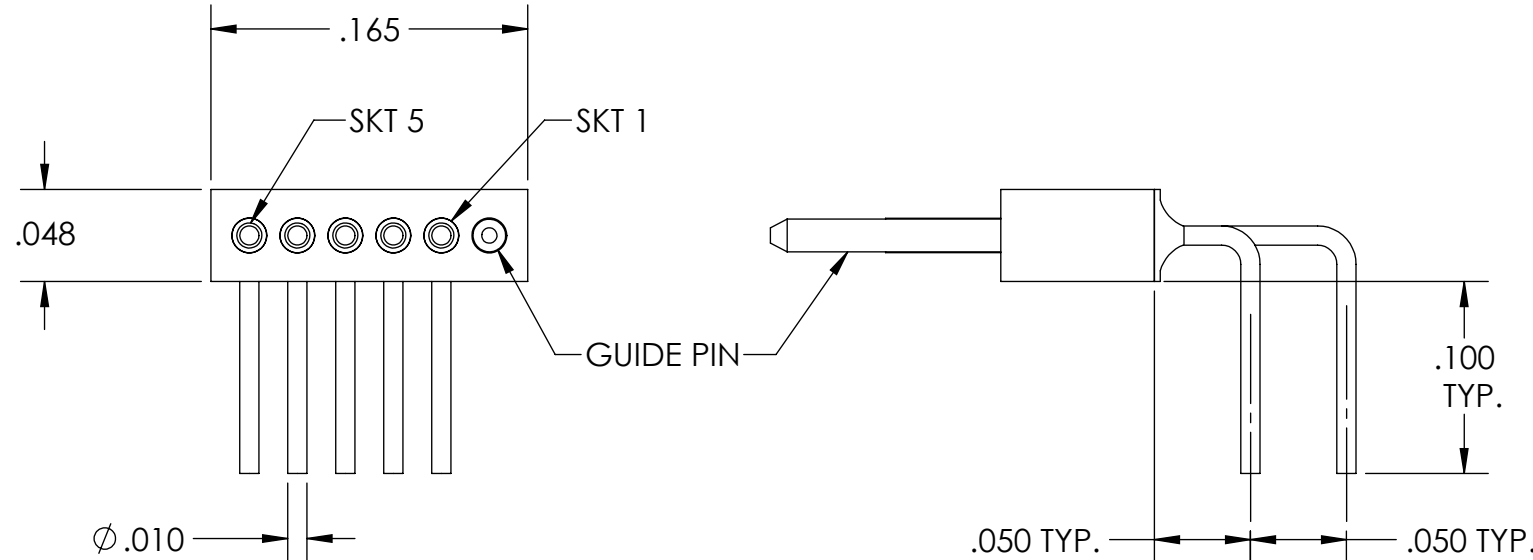 .165
SKT 5
SKT 1
.048
GUIDE PIN
.100
TYP.
Ø .010
.050 TYP.
.050 TYP.